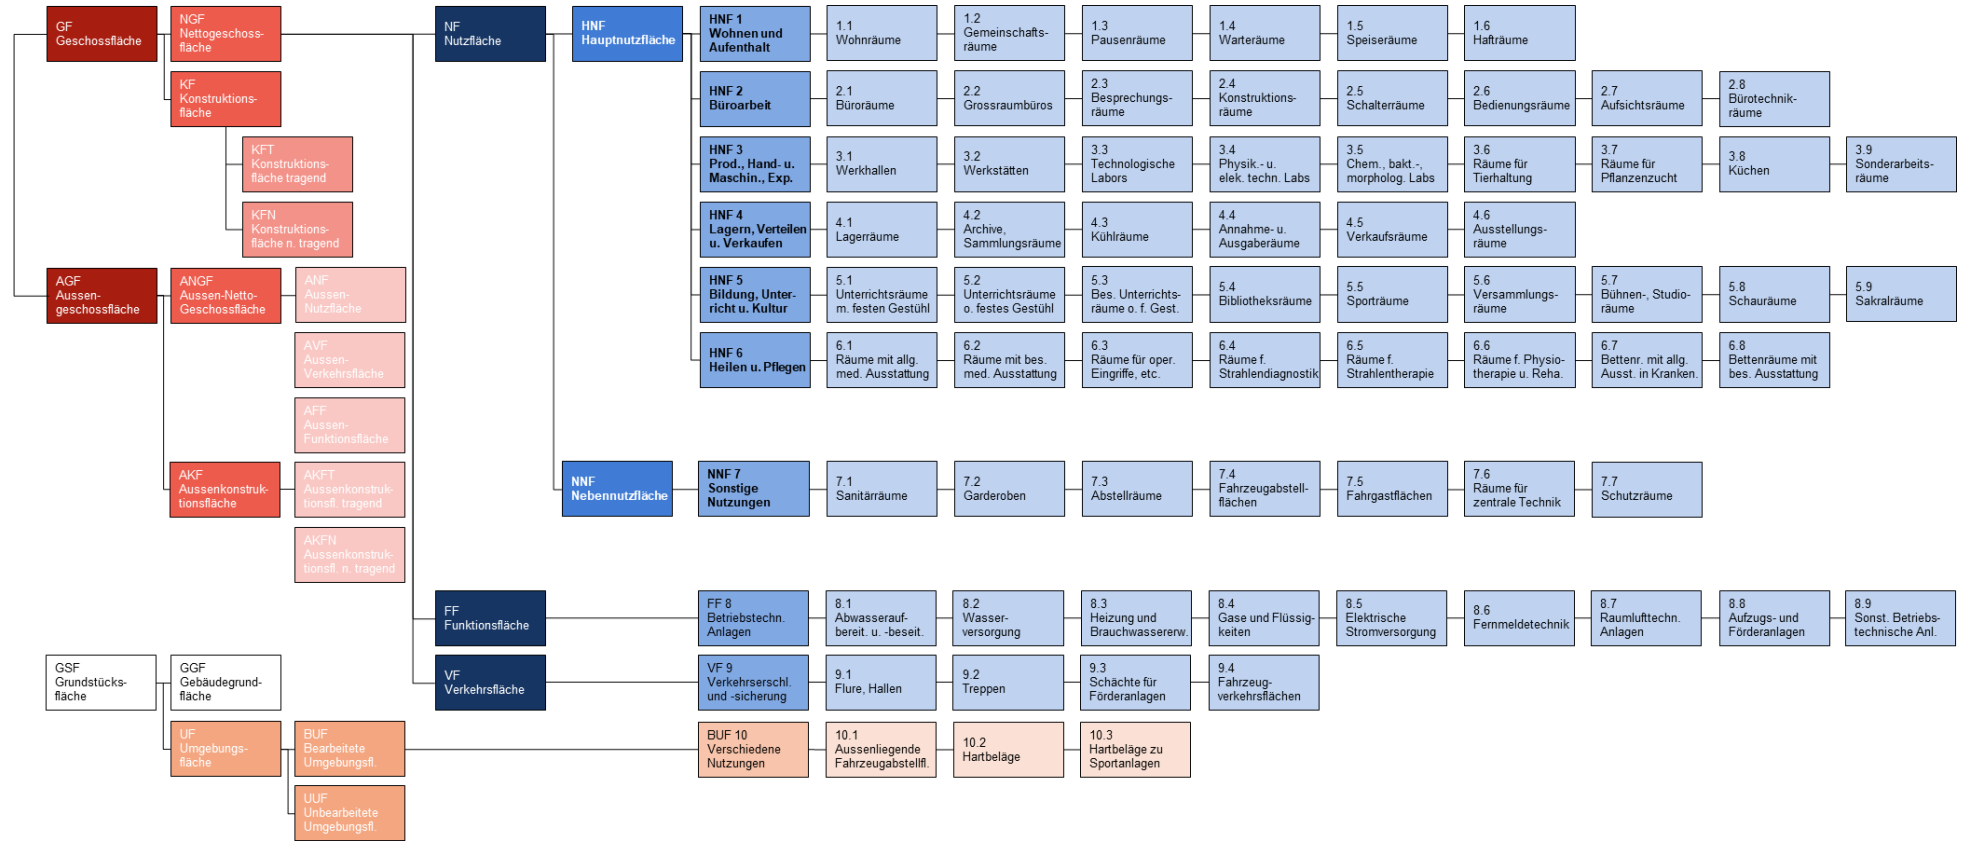 GF
Geschossfläche
NGF
Nettogeschoss-
fläche
NF
Nutzfläche
HNF
Hauptnutzfläche
HNF 1
Wohnen und
Aufenthalt
1.1
Wohnräume
1.2
Gemeinschafts-
räume
1.3
Pausenräume
1.4
Warteräume
1.5
Speiseräume
1.6
Hafträume
KF
Konstruktions-
fläche
HNF 2
Büroarbeit
2.1
Büroräume
2.2
Grossraumbüros
2.3
Besprechungs-
räume
2.4
Konstruktions-
räume
2.5
Schalterräume
2.6
Bedienungsräume
2.7
Aufsichtsräume
2.8
Bürotechnik-
räume
KFT
Konstruktions-
fläche tragend
HNF 3
Prod., Hand- u.
Maschin., Exp.
3.1
Werkhallen
3.2
Werkstätten
3.3
Technologische
Labors
3.4
Physik.- u.
elek. techn. Labs
3.5
Chem., bakt.-,
morpholog. Labs
3.6
Räume für
Tierhaltung
3.7
Räume für
Pflanzenzucht
3.8
Küchen
3.9
Sonderarbeits-
räume
KFN
Konstruktions-
fläche n. tragend
HNF 4
Lagern, Verteilen
u. Verkaufen
4.1
Lagerräume
4.2
Archive,
Sammlungsräume
4.3
Kühlräume
4.4
Annahme- u.
Ausgaberäume
4.5
Verkaufsräume
4.6
Ausstellungs-
räume
AGF
Aussen-
geschossfläche
ANGF
Aussen-Netto-
Geschossfläche
ANF
Aussen-
Nutzfläche
HNF 5
Bildung, Unter-
richt u. Kultur
5.1
Unterrichtsräume
m. festen Gestühl
5.2
Unterrichtsräume
o. festes Gestühl
5.3
Bes. Unterrichts-
räume o. f. Gest.
5.4
Bibliotheksräume
5.5
Sporträume
5.6
Versammlungs-
räume
5.7
Bühnen-, Studio-
räume
5.8
Schauräume
5.9
Sakralräume
AVF
Aussen-
Verkehrsfläche
HNF 6
Heilen u. Pflegen
6.1
Räume mit allg.
med. Ausstattung
6.2
Räume mit bes.
med. Ausstattung
6.3
Räume für oper.
Eingriffe, etc.
6.4
Räume f.
Strahlendiagnostik
6.5
Räume f.
Strahlentherapie
6.6
Räume f. Physio-
therapie u. Reha.
6.7
Bettenr. mit allg.
Ausst. in Kranken.
6.8
Bettenräume mit
bes. Ausstattung
AFF
Aussen-
Funktionsfläche
AKF
Aussenkonstruk-
tionsfläche
AKFT
Aussenkonstruk-
tionsfl. tragend
NNF
Nebennutzfläche
NNF 7
Sonstige
Nutzungen
7.1
Sanitärräume
7.2
Garderoben
7.3
Abstellräume
7.4
Fahrzeugabstell-
flächen
7.5
Fahrgastflächen
7.6
Räume für
zentrale Technik
7.7
Schutzräume
AKFN
Aussenkonstruk-
tionsfl. n. tragend
FF
Funktionsfläche
FF 8
Betriebstechn.
Anlagen
8.1
Abwasserauf-
bereit. u. -beseit.
8.2
Wasser-
versorgung
8.3
Heizung und
Brauchwassererw.
8.4
Gase und Flüssig-
keiten
8.5
Elektrische
Stromversorgung
8.6
Fernmeldetechnik
8.7
Raumlufttechn.
Anlagen
8.8
Aufzugs- und
Förderanlagen
8.9
Sonst. Betriebs-
technische Anl.
GSF
Grundstücks-
fläche
GGF
Gebäudegrund-
fläche
VF
Verkehrsfläche
VF 9
Verkehrserschl.
und -sicherung
9.1
Flure, Hallen
9.2
Treppen
9.3
Schächte für
Förderanlagen
9.4
Fahrzeug-
verkehrsflächen
UF
Umgebungs-
fläche
BUF
Bearbeitete
Umgebungsfl.
BUF 10
Verschiedene
Nutzungen
10.1
Aussenliegende
Fahrzeugabstellfl.
10.2
Hartbeläge
10.3
Hartbeläge zu
Sportanlagen
UUF
Unbearbeitete
Umgebungsfl.